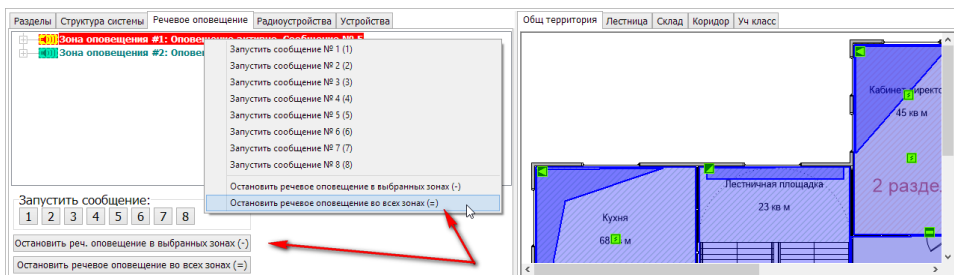 Разделы Структура системы Речевое оповещение Радиоустройства Устройства
Зона оповещения #1: Оповещение активно. Сообщение № 5
Зона оповещения #2: Опове
Запустить сообщение № 1 (1)
Запустить сообщение № 2 (2)
Запустить сообщение № 3 (3)
Запустить сообщение № 4 (4)
Запустить сообщение № 5 (5)
Запустить сообщение № 6 (6)
Запустить сообщение № 7 (7)
Запустить сообщение № 8 (8)
Остановить речевое оповещение в выбранных зонах (-)
Остановить речевое оповещение во всех зонах (=)
Запустить сообщение:
1 2 3 4 5 6 7 8
Остановить реч. оповещение в выбранных зонах (-)
Остановить речевое оповещение во всех зонах (=)
Общ территория Лестница Склад Коридор Уч класс
Кабинет директо
45 кв м
2 разде
Лестничная площадка
23 кв м
Кухня
68 кв м